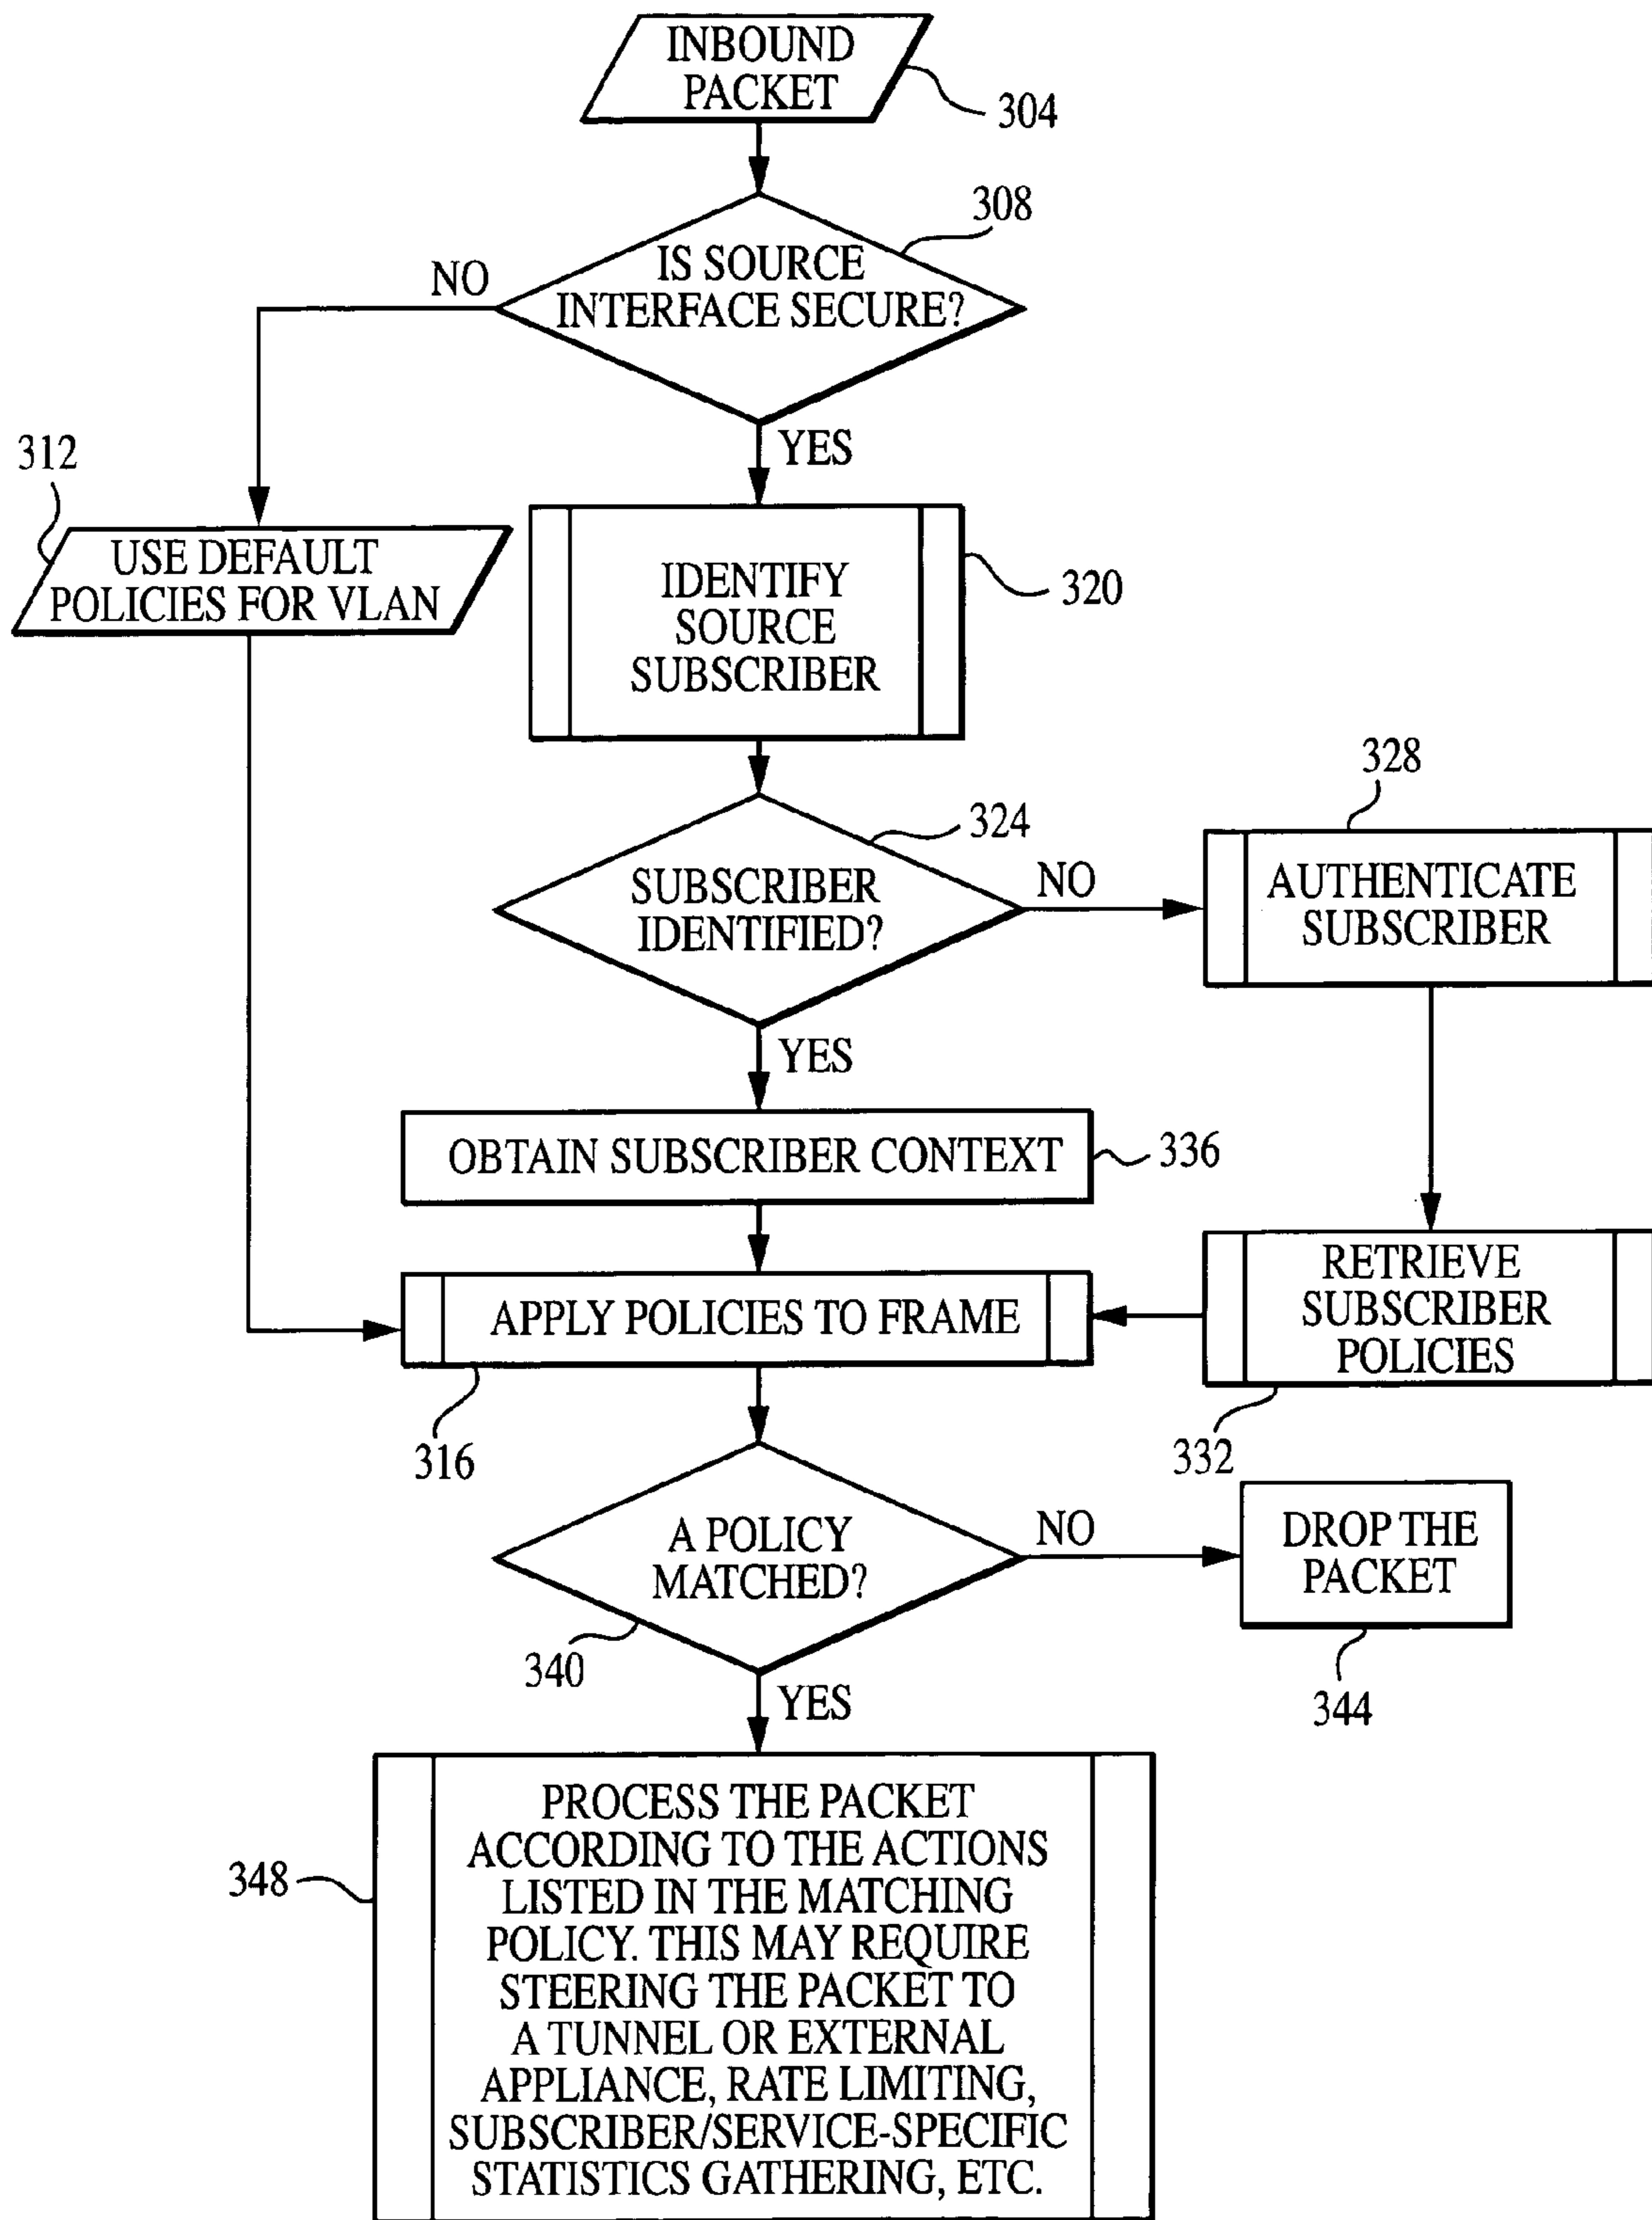 INBOUND
PACKET
304
308
IS SOURCE
INTERFACE SECURE?
NO
YES
312
USE DEFAULT
POLICIES FOR VLAN
IDENTIFY
SOURCE
SUBSCRIBER
320
324
SUBSCRIBER
IDENTIFIED?
NO
328
AUTHENTICATE
SUBSCRIBER
YES
OBTAIN SUBSCRIBER CONTEXT
336
APPLY POLICIES TO FRAME
316
RETRIEVE
SUBSCRIBER
POLICIES
332
A POLICY
MATCHED?
340
NO
DROP THE
PACKET
344
YES
348
PROCESS THE PACKET
ACCORDING TO THE ACTIONS
LISTED IN THE MATCHING
POLICY. THIS MAY REQUIRE
STEERING THE PACKET TO
A TUNNEL OR EXTERNAL
APPLIANCE, RATE LIMITING,
SUBSCRIBER/SERVICE-SPECIFIC
STATISTICS GATHERING, ETC.